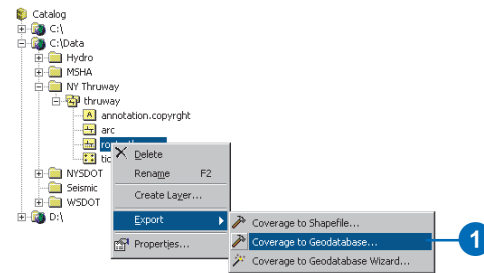 Catalog
C:\
C:\Data
Hydro
MSHA
NY Thruway
thruway
A annotation.copyrght
arc
tic
Delete
Rename F2
Create Layer...
Export
Properties...
Coverage to Shapefile...
Coverage to Geodatabase...
Coverage to Geodatabase Wizard...
1
NYSDOT
Seismic
WSDOT
D:\